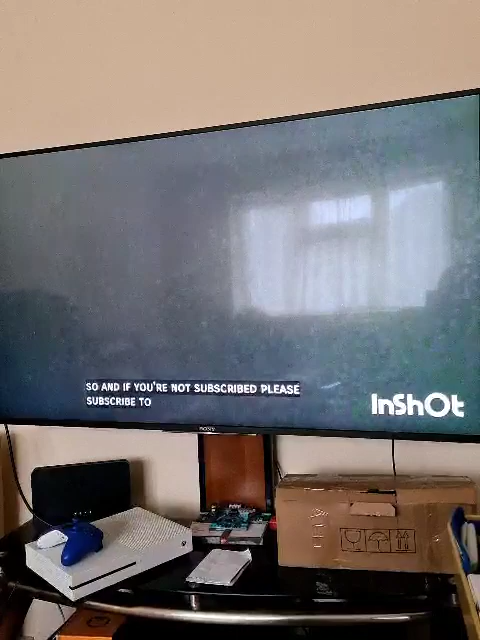 SO AND IF YOU'RE NOT SUBSCRIBED PLEASE
SUBSCRIBE TO
InShOt
SONY